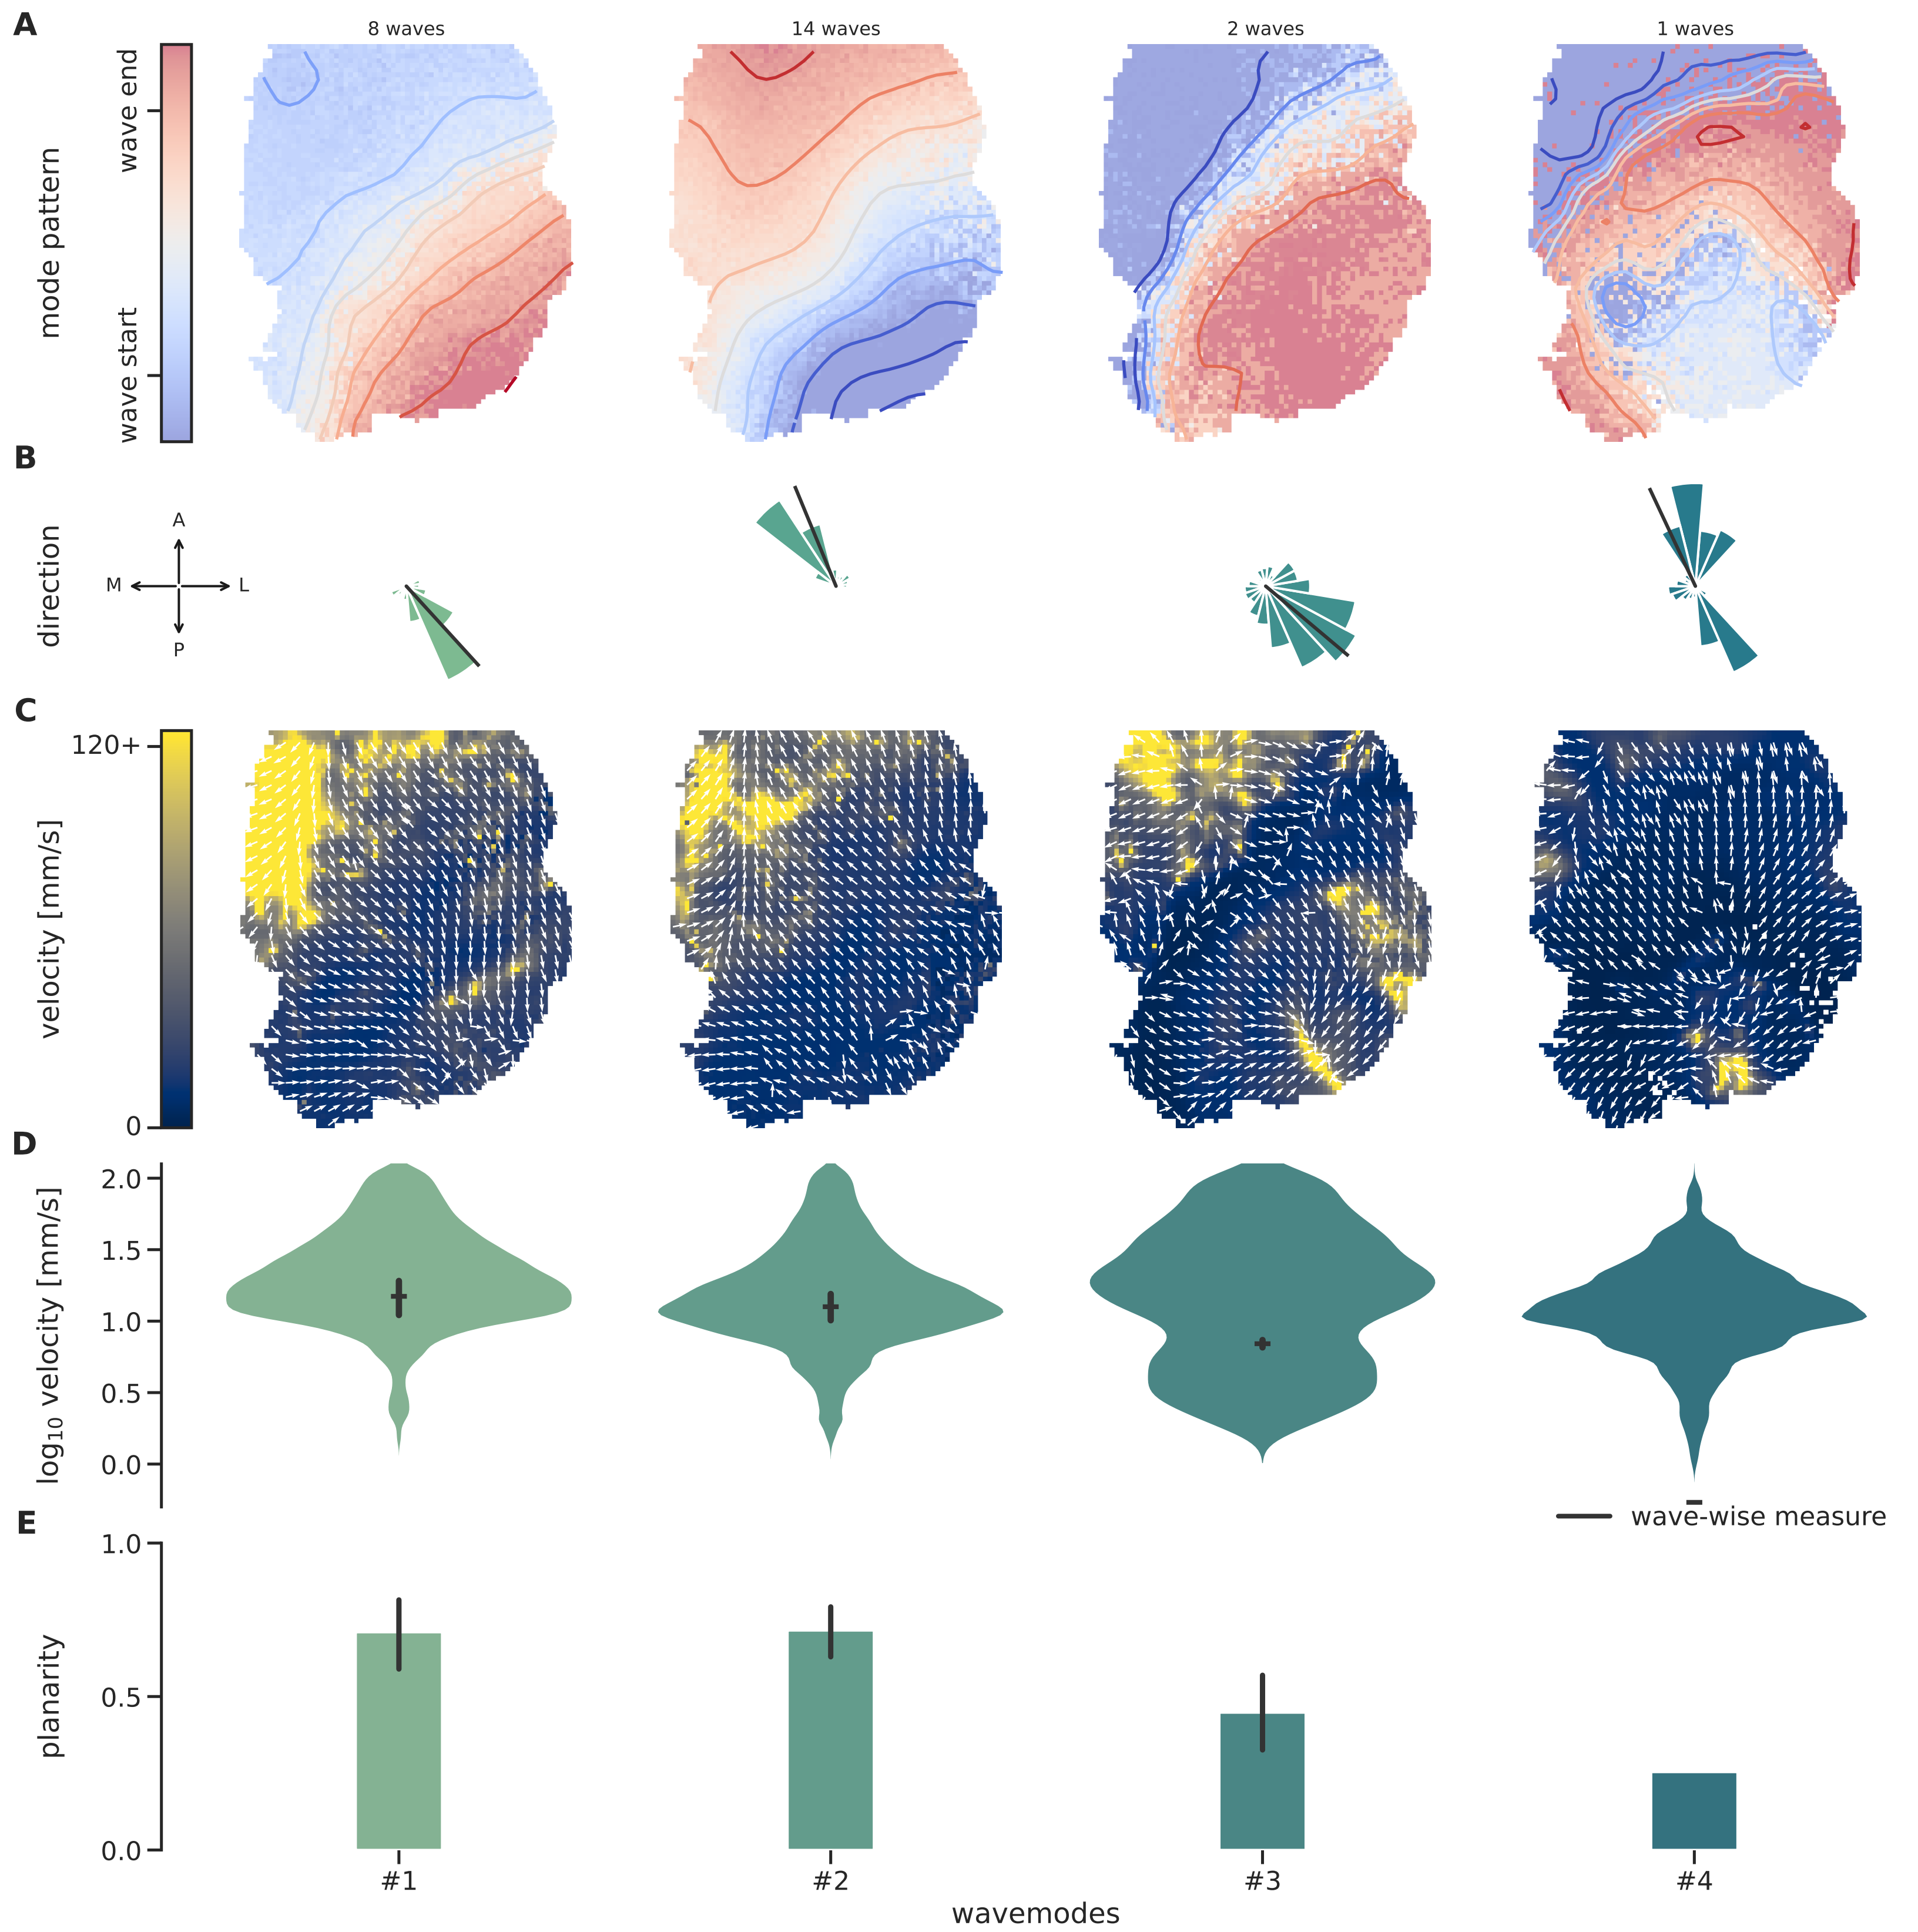 A
8 waves
14 waves
2 waves
1 waves
mode pattern
wave end
wave start
B
direction
A
M
L
P
C
velocity [mm/s]
120+
0
D
log10 velocity [mm/s]
2.0
1.5
1.0
0.5
0.0
wave-wise measure
E
planarity
1.0
0.5
0.0
#1
#2
#3
#4
wavemodes